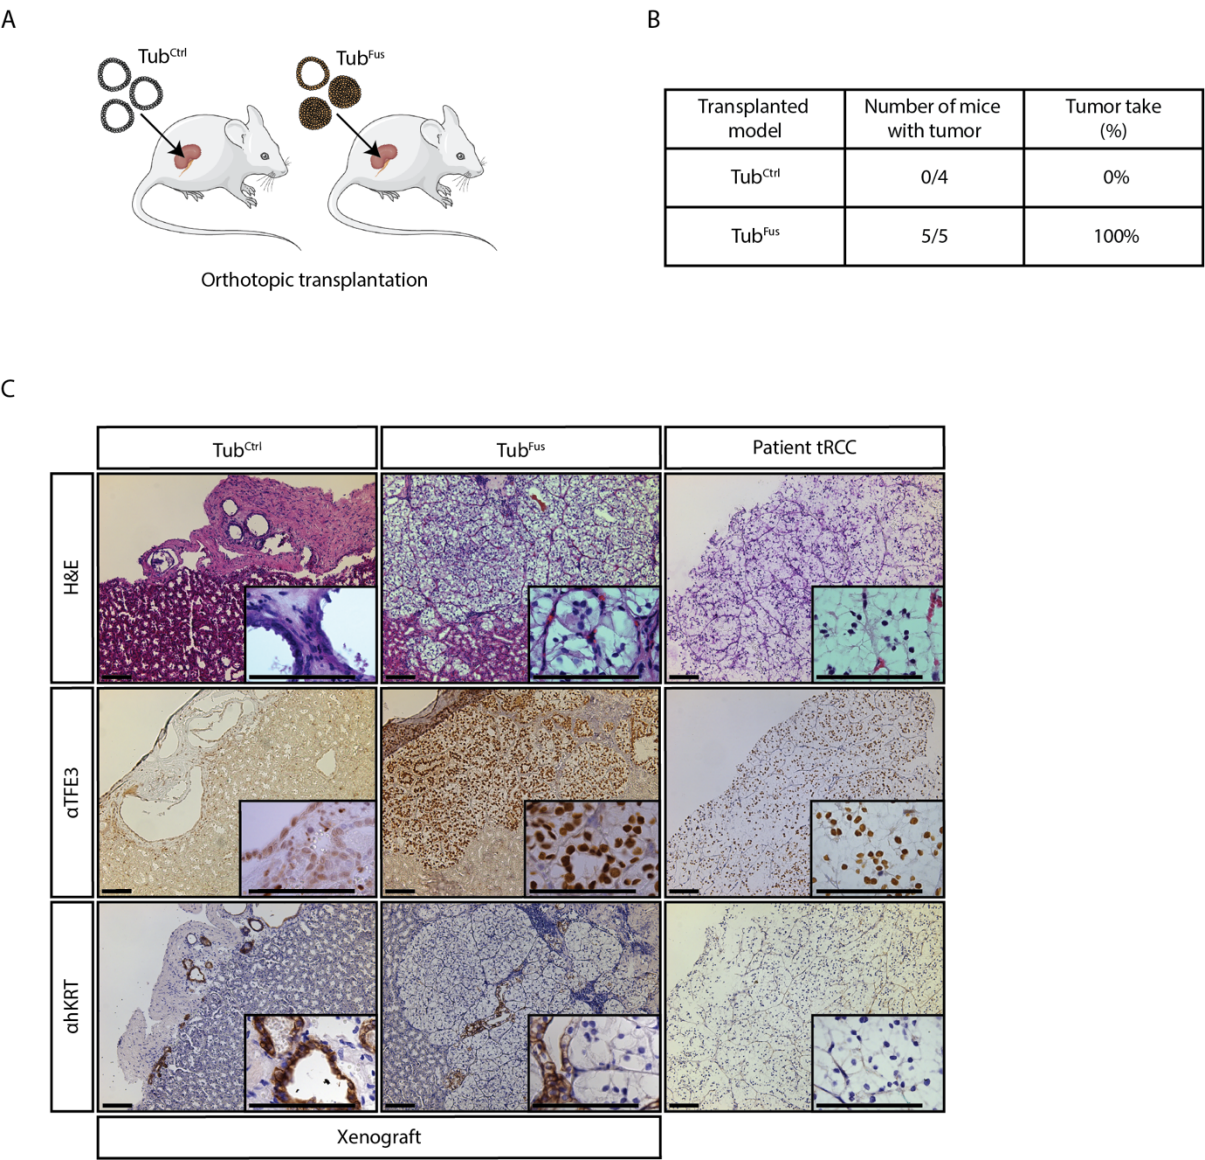 A
Tub^Ctrl
Tub^Fus
Orthotopic transplantation
B
Transplanted
model
Number of mice
with tumor
Tumor take
(%)
Tub^Ctrl
0/4
0%
Tub^Fus
5/5
100%
C
Tub^Ctrl
Tub^Fus
Patient tRCC
H&E
αTFE3
αhKRT
Xenograft